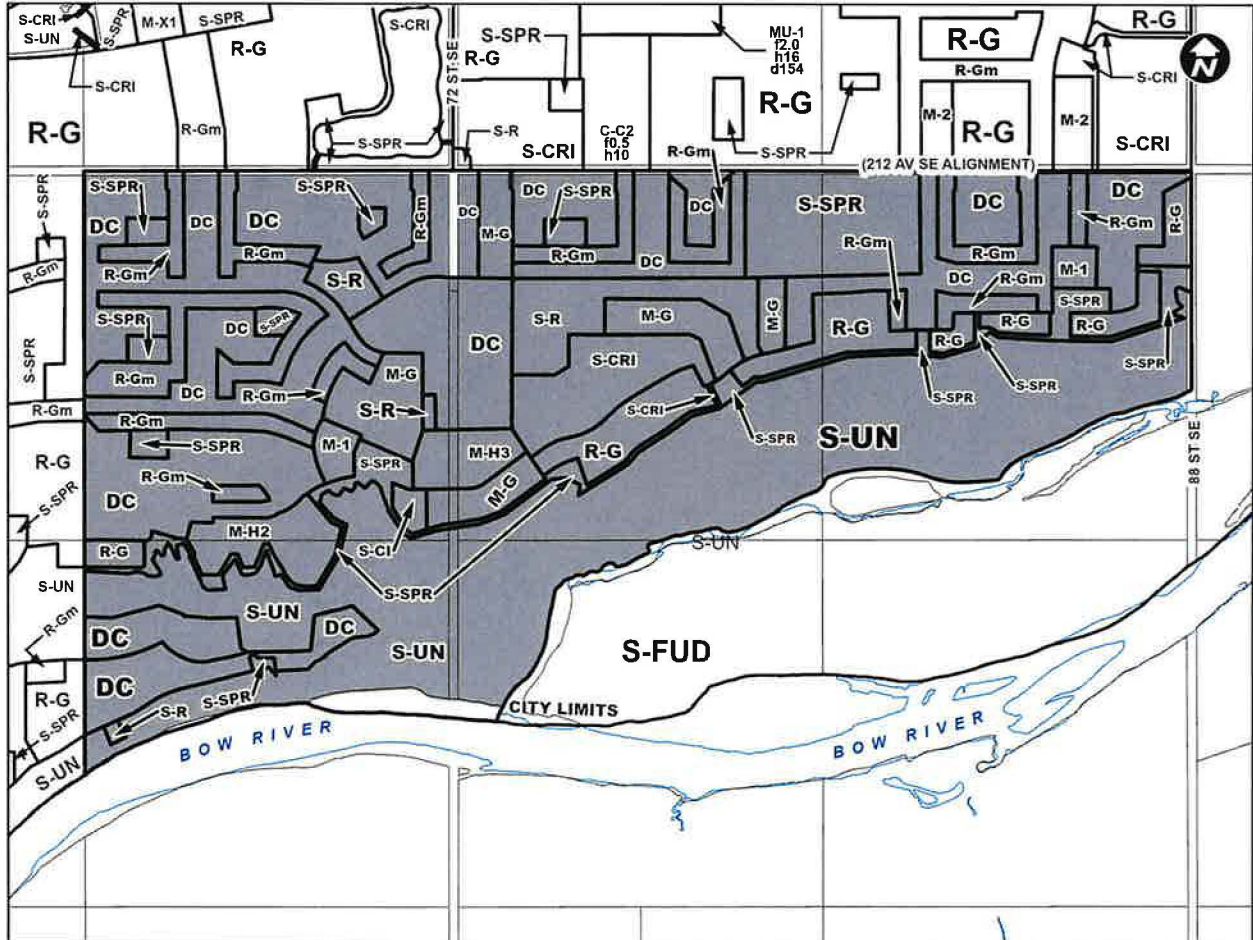 S-CRI
S-UN
S-SPR
M-X1
S-SPR
S-CRI
R-G
S-CRI
R-G
R-Gm
S-SPR
72 ST SE
S-SPR
R-G
S-R
S-CRI
C-C2
f0.5
h10
MU-1
f2.0
h16
d154
R-G
R-Gm
S-SPR
R-G
R-Gm
M-2
R-G
M-2
R-G
S-CRI
S-CRI
N
(212 AV SE ALIGNMENT)
S-SPR
S-SPR
DC
R-Gm
DC
DC
R-Gm
S-SPR
R-Gm
S-R
DC
M-G
DC
S-SPR
R-Gm
DC
DC
S-SPR
R-Gm
DC
R-Gm
DC
R-Gm
M-1
S-SPR
DC
R-Gm
R-G
R-Gm
S-SPR
S-SPR
R-Gm
DC
DC
S-SPR
R-Gm
M-G
S-R
DC
S-R
M-G
S-CRI
M-G
R-G
R-G
R-G
R-G
S-SPR
S-SPR
S-SPR
R-Gm
R-Gm
S-SPR
R-Gm
M-1
S-SPR
M-H3
S-CRI
S-SPR
R-G
S-UN
R-G
S-SPR
DC
M-H2
M-G
S-CI
S-SPR
88 ST SE
S-UN
R-G
S-UN
R-Gm
S-UN
DC
DC
S-UN
S-FUD
R-G
S-SPR
DC
S-SPR
S-R
S-UN
CITY LIMITS
BOW RIVER
BOW RIVER